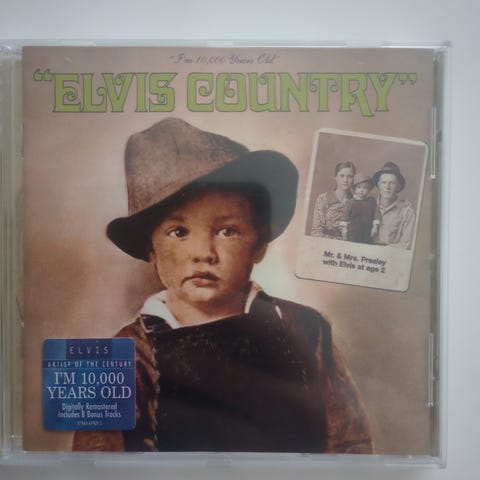 "I'm 10,000 Years Old"
"ELVIS COUNTRY"
Mr. & Mrs. Presley
with Elvis at age 2
ELVIS
ARTIST OF THE CENTURY
I'M 10,000
YEARS OLD
Digitally Remastered
Includes 8 Bonus Tracks